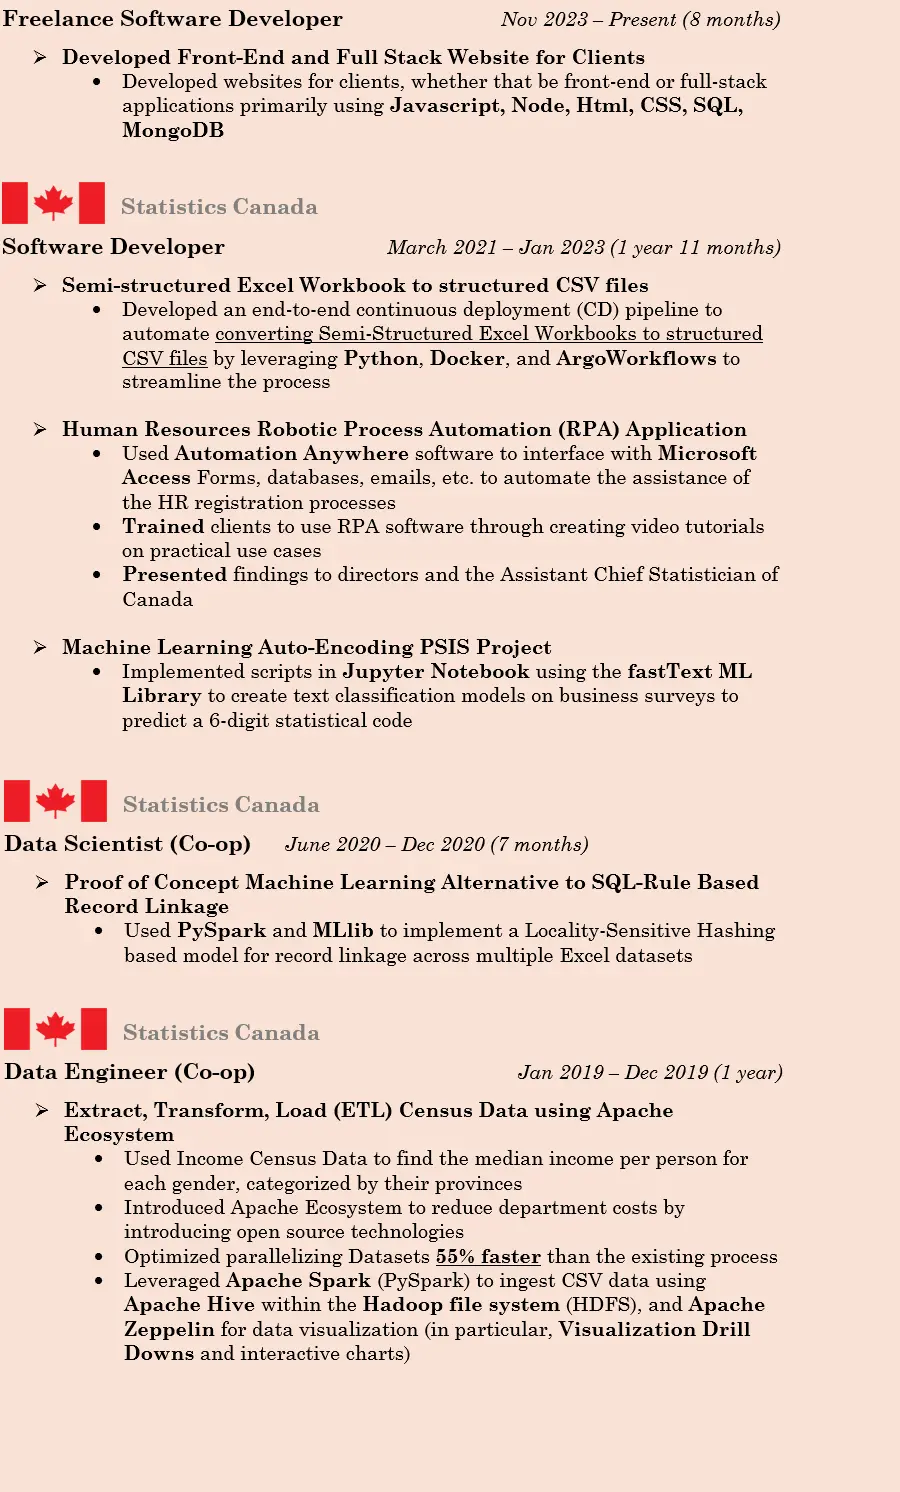 Freelance Software Developer Nov 2023 – Present (8 months)
➢ Developed Front-End and Full Stack Website for Clients
• Developed websites for clients, whether that be front-end or full-stack
applications primarily using Javascript, Node, Html, CSS, SQL,
MongoDB
Statistics Canada
Software Developer March 2021 – Jan 2023 (1 year 11 months)
➢ Semi-structured Excel Workbook to structured CSV files
• Developed an end-to-end continuous deployment (CD) pipeline to
automate converting Semi-Structured Excel Workbooks to structured
CSV files by leveraging Python, Docker, and ArgoWorkflows to
streamline the process
➢ Human Resources Robotic Process Automation (RPA) Application
• Used Automation Anywhere software to interface with Microsoft
Access Forms, databases, emails, etc. to automate the assistance of
the HR registration processes
• Trained clients to use RPA software through creating video tutorials
on practical use cases
• Presented findings to directors and the Assistant Chief Statistician of
Canada
➢ Machine Learning Auto-Encoding PSIS Project
• Implemented scripts in Jupyter Notebook using the fastText ML
Library to create text classification models on business surveys to
predict a 6-digit statistical code
Statistics Canada
Data Scientist (Co-op) June 2020 – Dec 2020 (7 months)
➢ Proof of Concept Machine Learning Alternative to SQL-Rule Based
Record Linkage
• Used PySpark and MLlib to implement a Locality-Sensitive Hashing
based model for record linkage across multiple Excel datasets
Statistics Canada
Data Engineer (Co-op) Jan 2019 – Dec 2019 (1 year)
➢ Extract, Transform, Load (ETL) Census Data using Apache
Ecosystem
• Used Income Census Data to find the median income per person for
each gender, categorized by their provinces
• Introduced Apache Ecosystem to reduce department costs by
introducing open source technologies
• Optimized parallelizing Datasets 55% faster than the existing process
• Leveraged Apache Spark (PySpark) to ingest CSV data using
Apache Hive within the Hadoop file system (HDFS), and Apache
Zeppelin for data visualization (in particular, Visualization Drill
Downs and interactive charts)